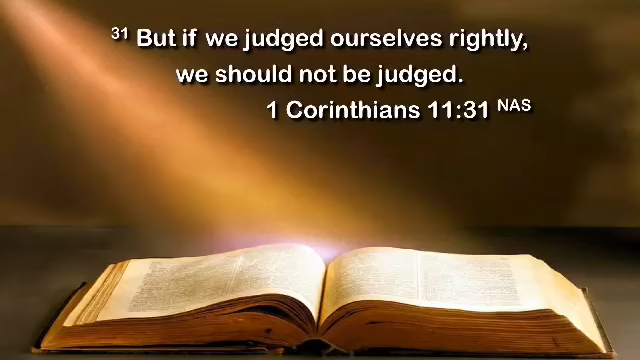 31 But if we judged ourselves rightly,
we should not be judged.
1 Corinthians 11:31 NAS